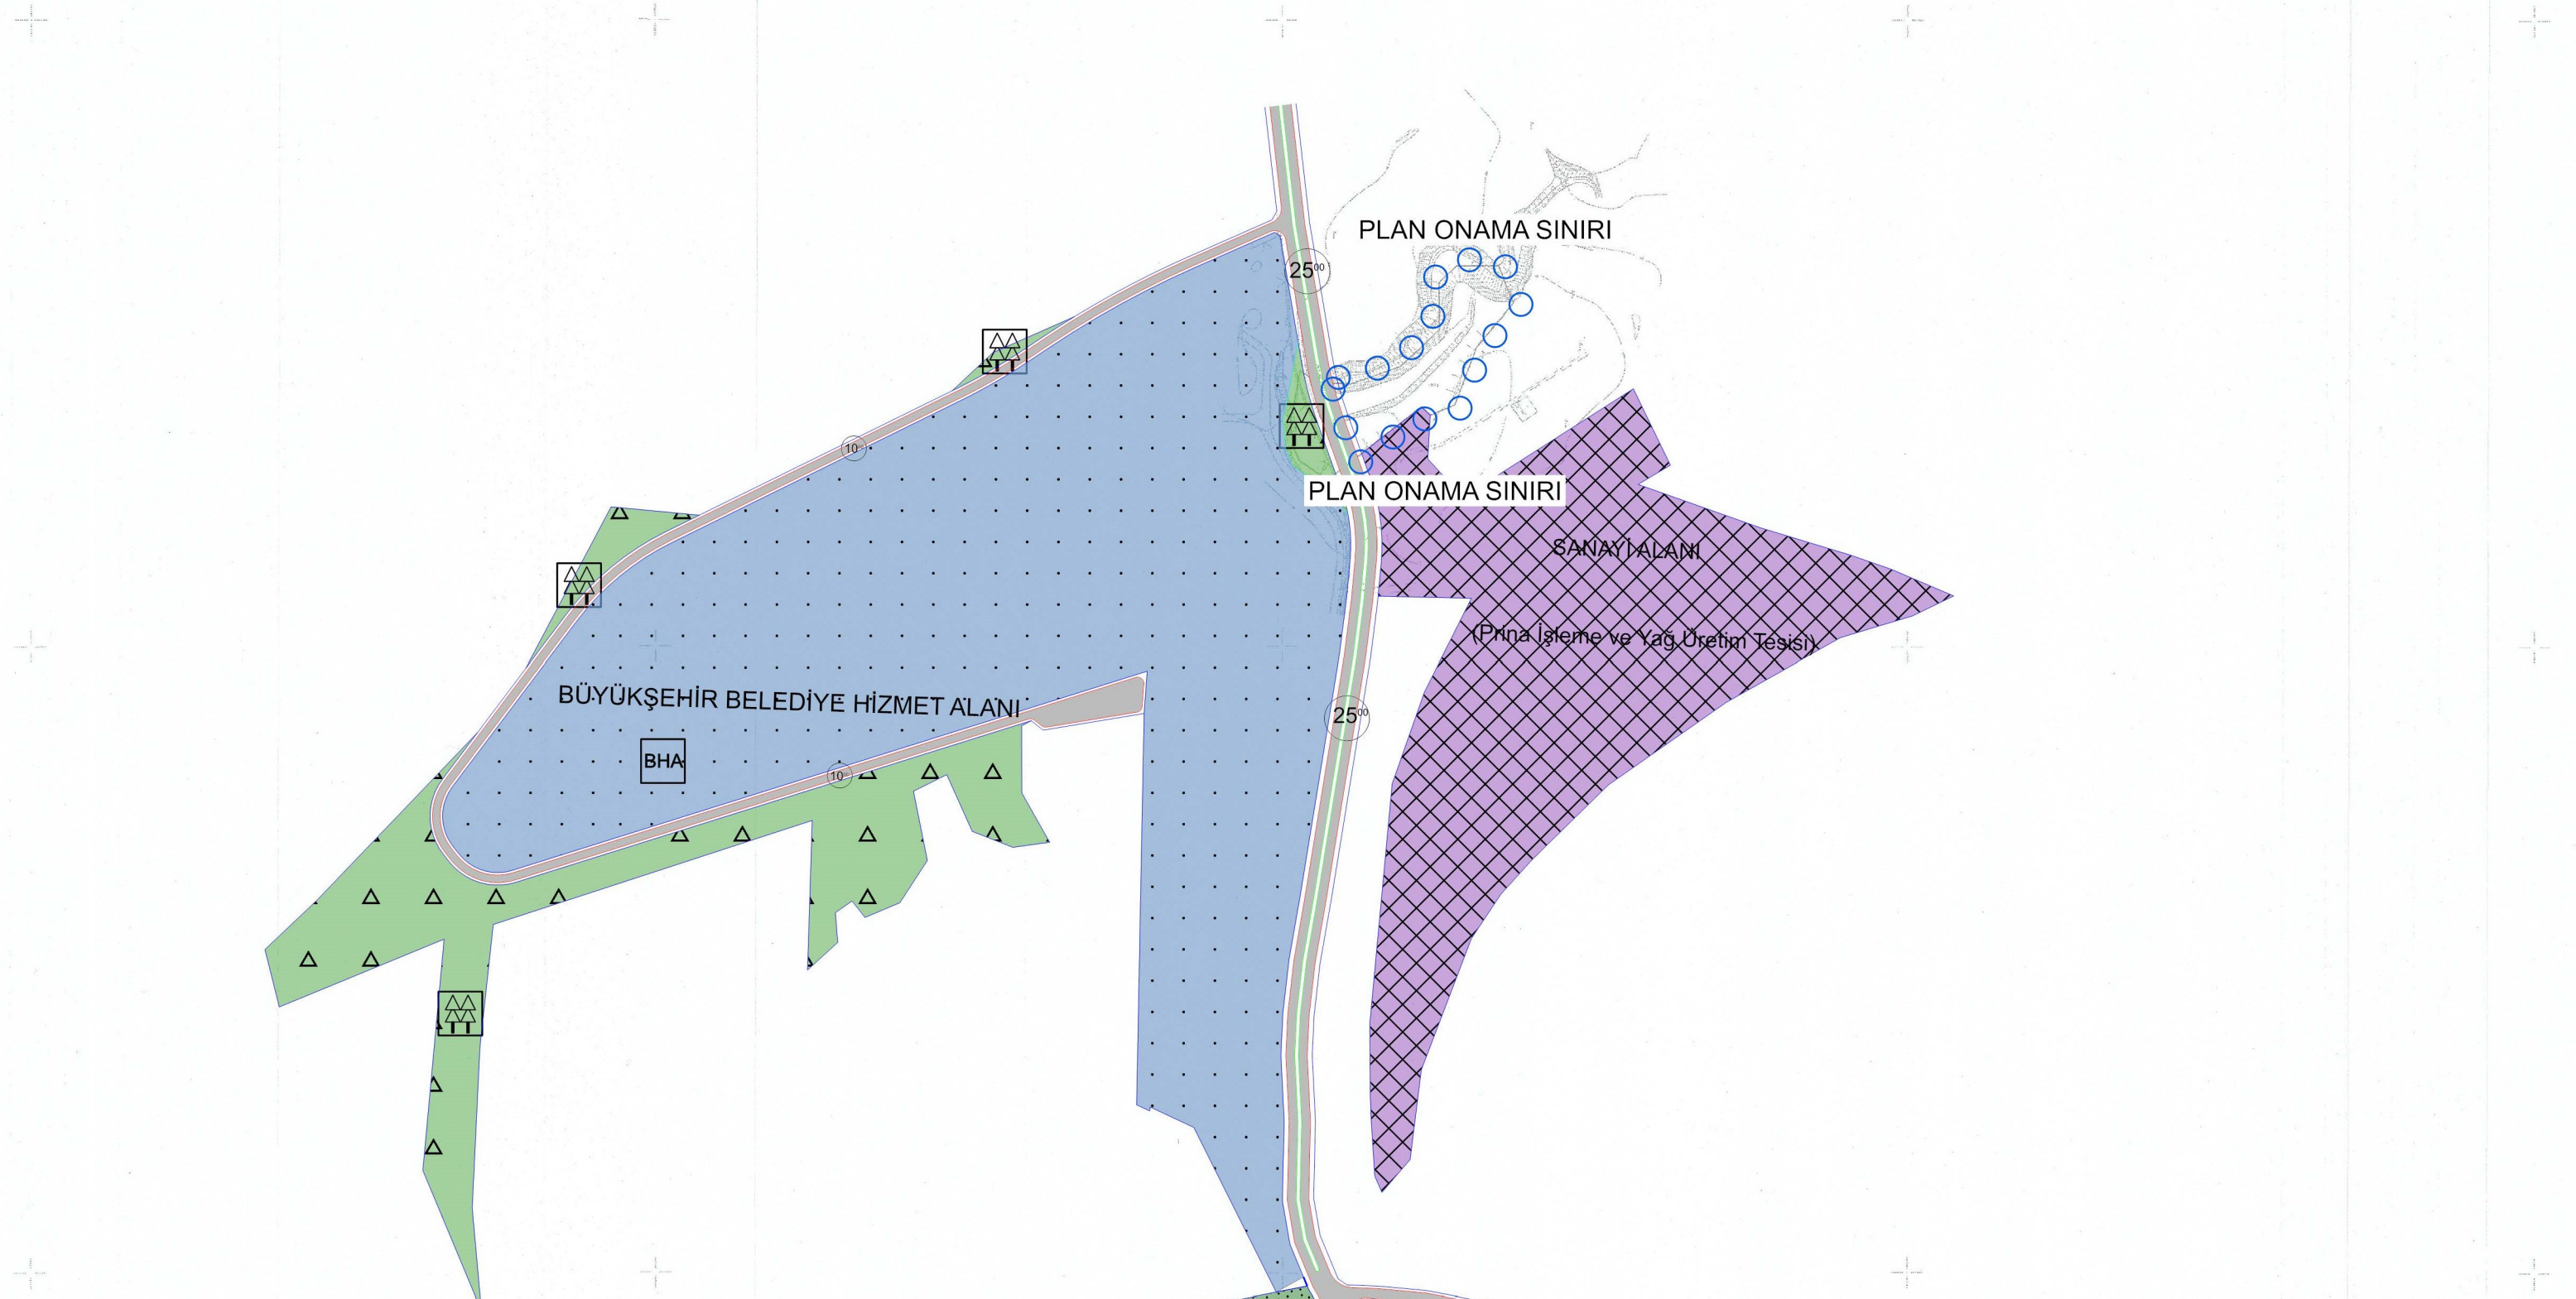 PLAN ONAMA SINIRI
25⁰⁰
10
PLAN ONAMA SINIRI
SANAYİ ALANI
(Prina İşleme ve Yağ Üretim Tesisi)
BÜYÜKŞEHİR BELEDİYE HİZMET ALANI
25⁰⁰
BHA
10